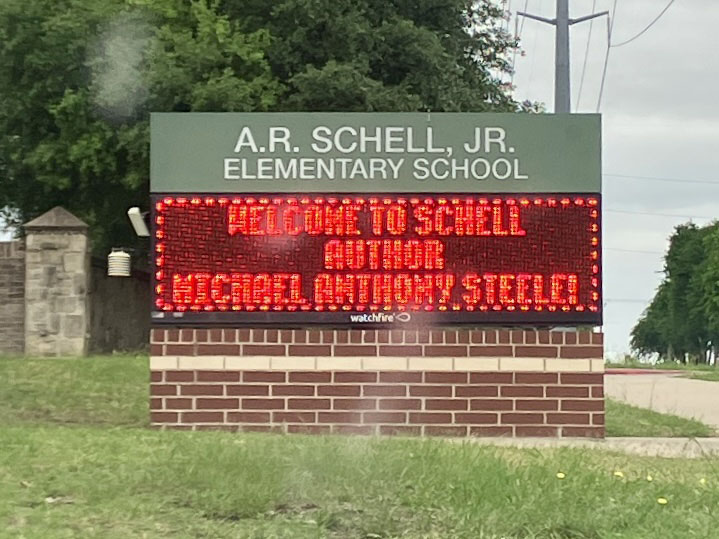 A.R. SCHELL, JR.
ELEMENTARY SCHOOL
WELCOME TO SCHELL
AUTHOR
MICHAEL ANTHONY STEELE!
watchfire